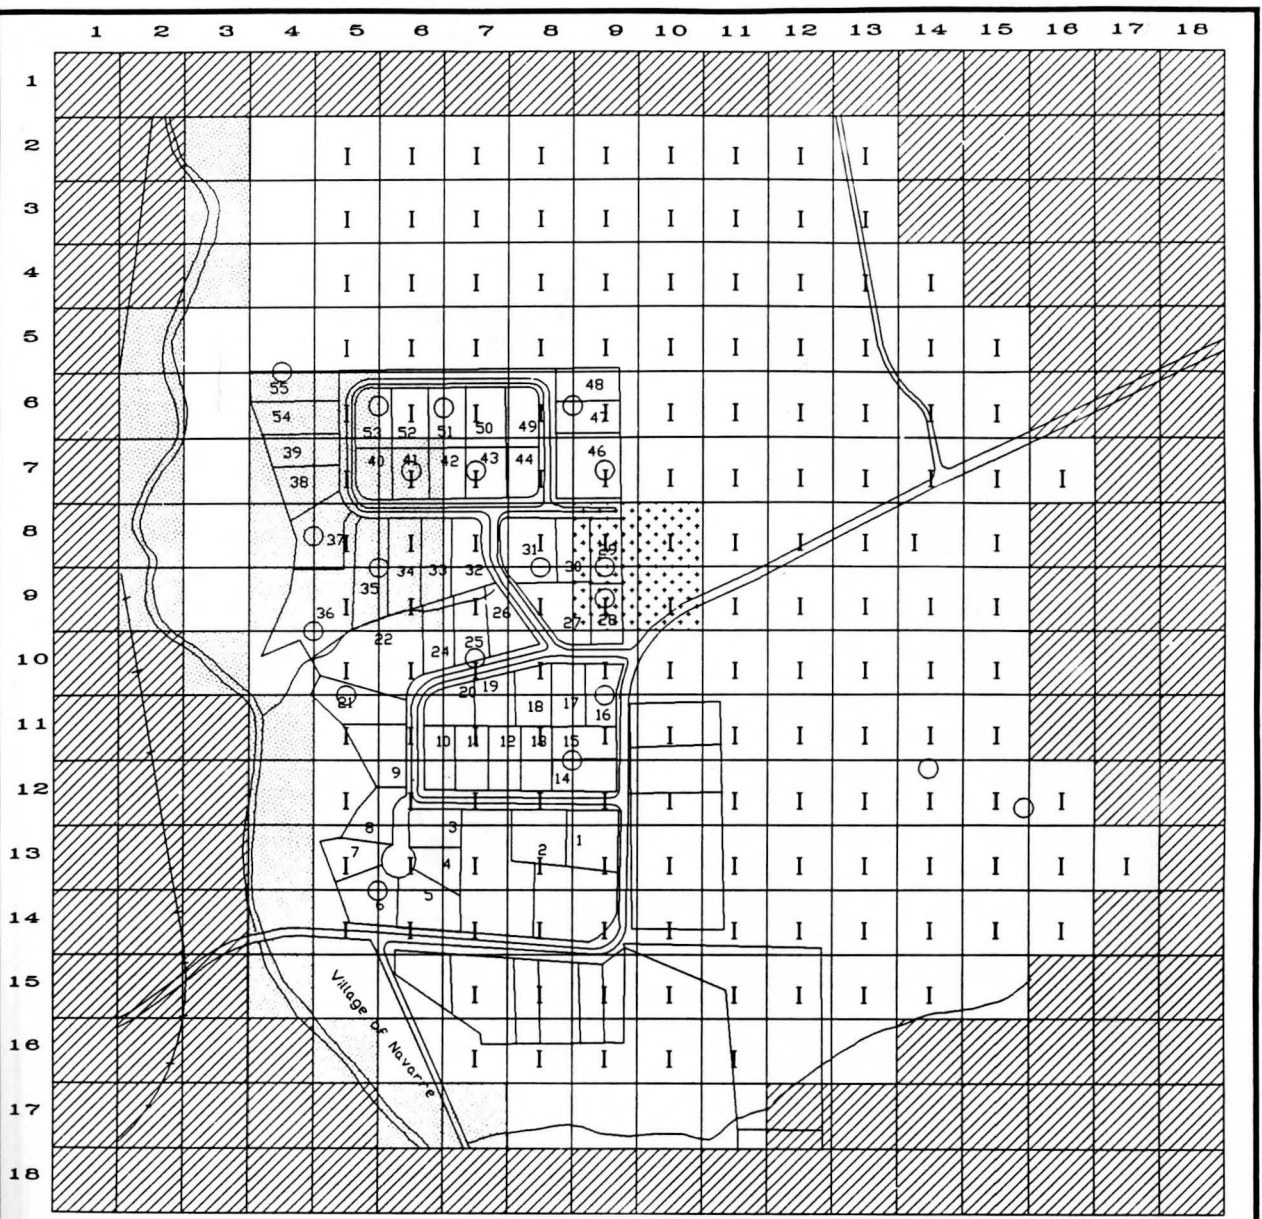 1 2 3 4 5 6 7 8 9 10 11 12 13 14 15 16 17 18
1
2 I I I I I I I I I
3 I I I I I I I I I
4 I I I I I I I I I I
5 I I I I I I I I I I I
55 48
6 54 I I I I I I I I I I I 47
53 52 51 50 49
39 40 41 42 43 44 46
7 38 I I I I I I I I I I I I
8 37 I I I 31 I I 29 I I I I I I
35 34 33 32 30
9 36 I I I I I I I I I I I
22 26 27 28
10 24 25
I I I I I I I I I I I
21 20 19 18 17 16
11 I I I I I I I I I I I
10 11 12 13 15
9 14
12 I I I I I I I I I I I I
8 3 2 1
13 7 I I 4 I I I I I I I I I I I
6 5
14 I I I I I I I I I I I I
15 I I I I I I I I
Village of Navarre
16 I I I I I
17
18